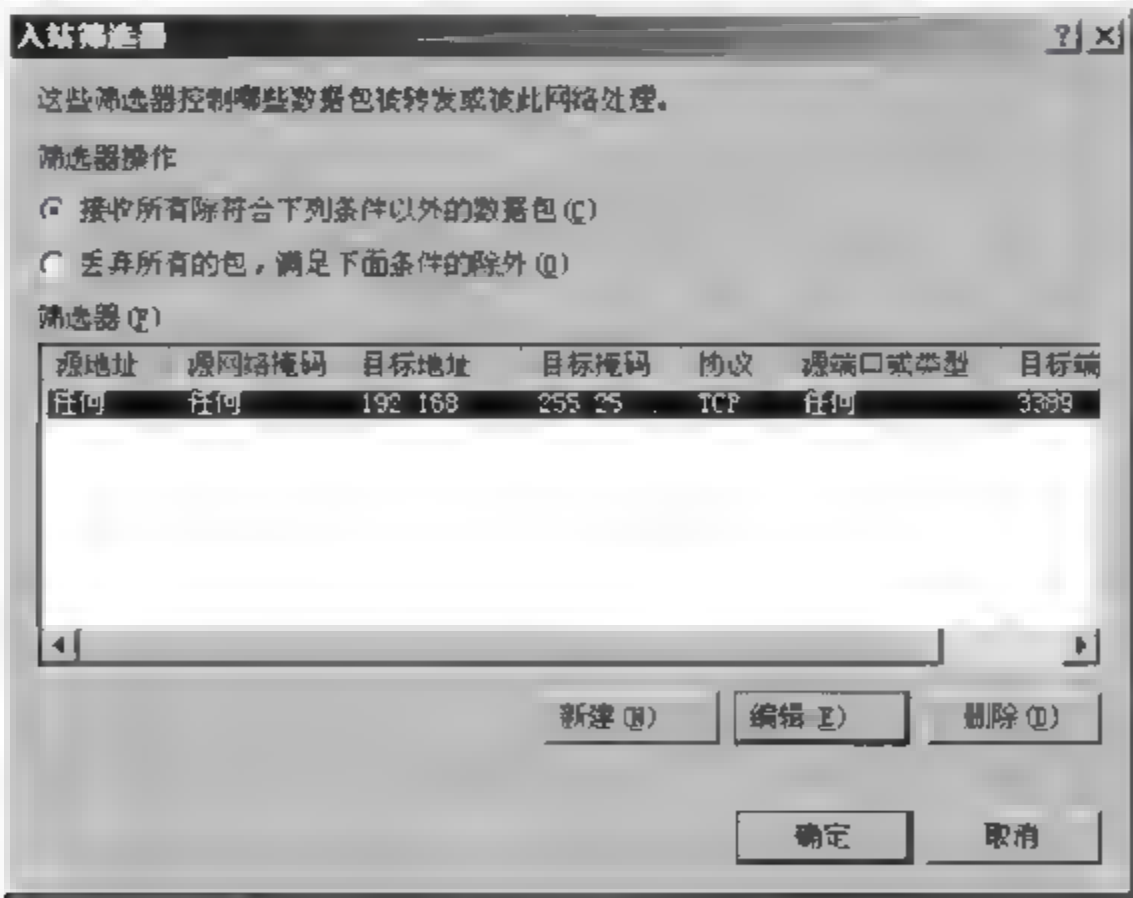 入站筛选器
这些筛选器控制哪些数据包被转发或被此网络处理。
筛选器操作
接收所有除符合下列条件以外的数据包(C)
丢弃所有的包，满足下面条件的除外(O)
筛选器(F)
源地址 源网络掩码 目标地址 目标掩码 协议 源端口或类型 目标端
任何 任何 192 168 255 25 . TCP 任何 3389
新建(N) 编辑 E) 删除(D)
确定 取消